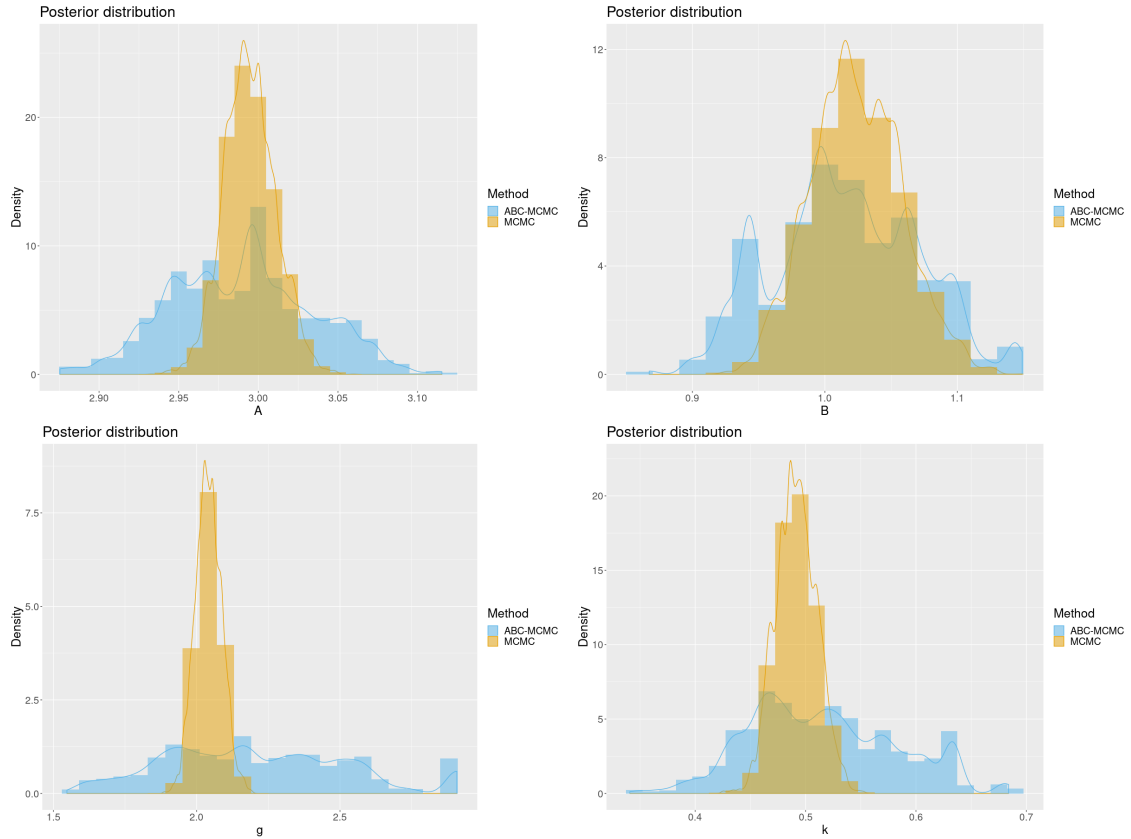 Posterior distribution
Density
20
10
0
2.90 2.95 3.00 3.05 3.10
A
Method
ABC-MCMC
MCMC
Posterior distribution
Density
12
8
4
0
0.9 1.0 1.1
B
Method
ABC-MCMC
MCMC
Posterior distribution
Density
7.5
5.0
2.5
0.0
1.5 2.0 2.5
g
Method
ABC-MCMC
MCMC
Posterior distribution
Density
20
15
10
5
0
0.4 0.5 0.6 0.7
k
Method
ABC-MCMC
MCMC